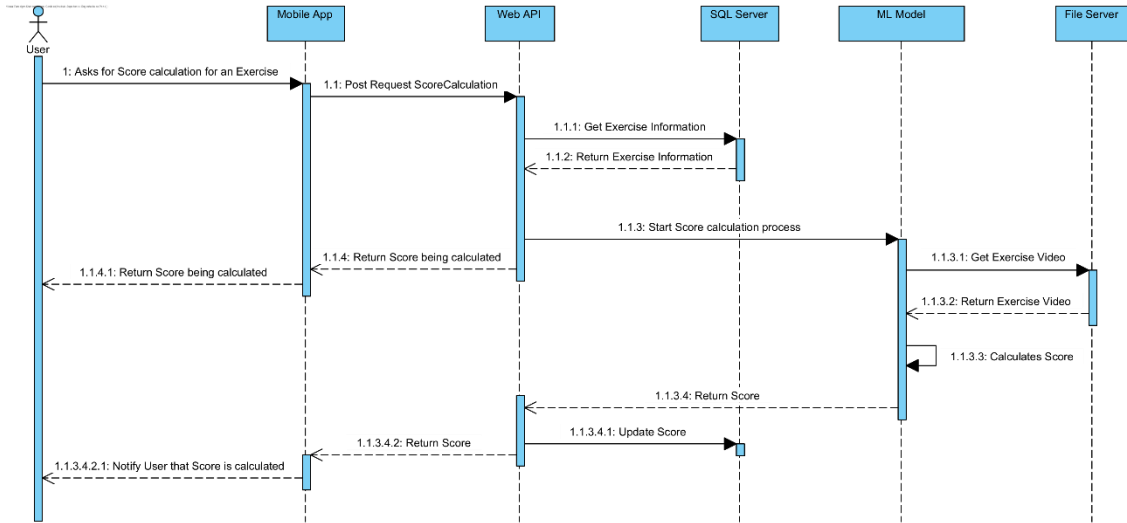 Mobile App
Web API
SQL Server
ML Model
File Server
User
1: Asks for Score calculation for an Exercise
1.1: Post Request ScoreCalculation
1.1.1: Get Exercise Information
1.1.2: Return Exercise Information
1.1.3: Start Score calculation process
1.1.4: Return Score being calculated
1.1.3.1: Get Exercise Video
1.1.4.1: Return Score being calculated
1.1.3.2: Return Exercise Video
1.1.3.3: Calculates Score
1.1.3.4: Return Score
1.1.3.4.1: Update Score
1.1.3.4.2: Return Score
1.1.3.4.2.1: Notify User that Score is calculated